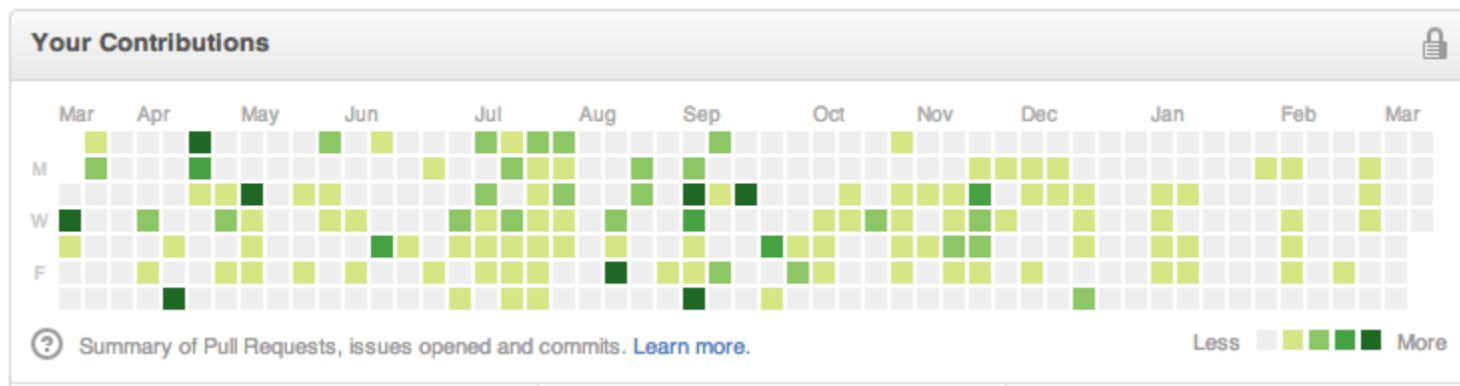 Your Contributions
Mar Apr May Jun Jul Aug Sep Oct Nov Dec Jan Feb Mar
M
W
F
? Summary of Pull Requests, issues opened and commits. Learn more. Less More